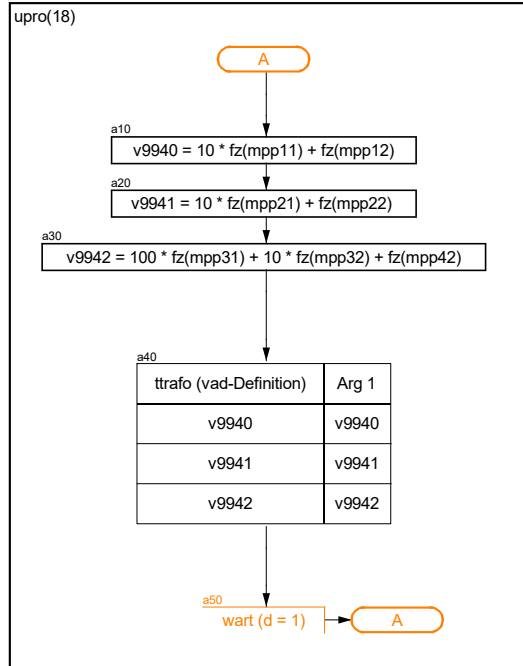 upro(18)
A
a10
v9940 = 10 * fz(mpp11) + fz(mpp12)
a20
v9941 = 10 * fz(mpp21) + fz(mpp22)
a30
v9942 = 100 * fz(mpp31) + 10 * fz(mpp32) + fz(mpp42)
a40
ttrafo (vad-Definition) Arg 1
v9940 v9940
v9941 v9941
v9942 v9942
a50
wart (d = 1) A